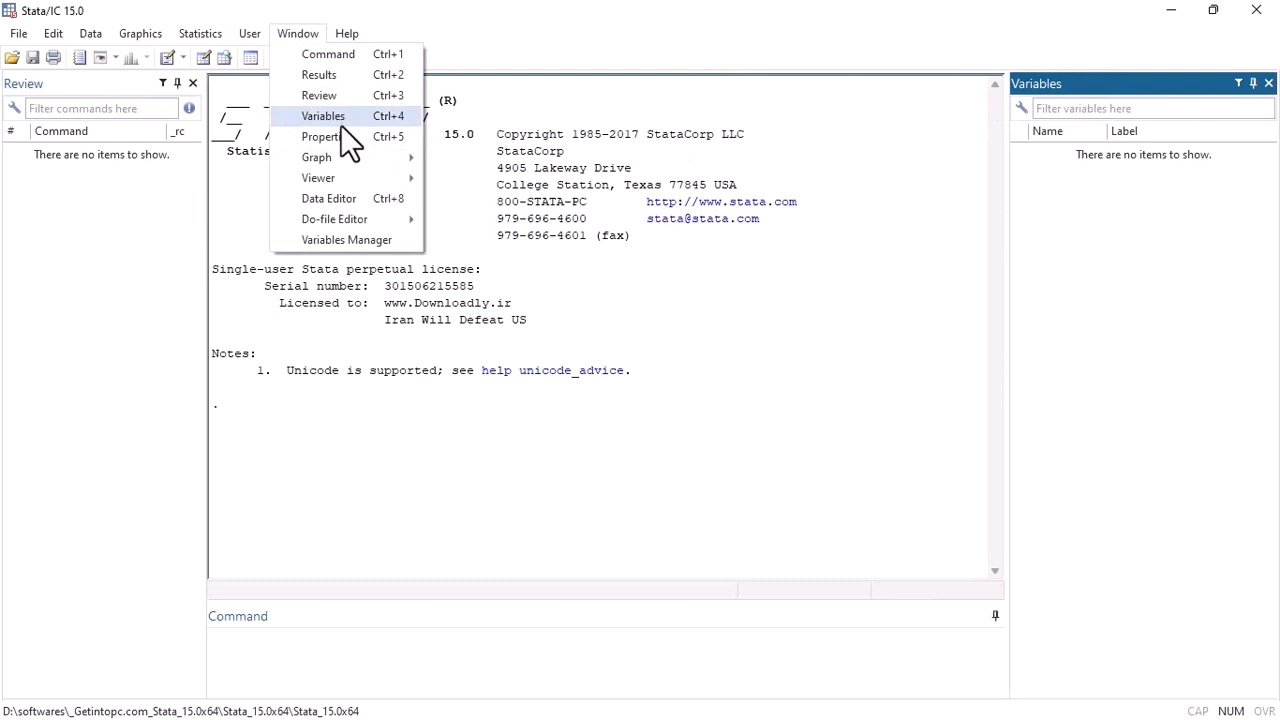 Stata/IC 15.0
File Edit Data Graphics Statistics User Window Help
Review
Filter commands here
# Command _rc
There are no items to show.
Command Ctrl+1
Results Ctrl+2
Review Ctrl+3
Variables Ctrl+4
Properti Ctrl+5
Graph
Viewer
Data Editor Ctrl+8
Do-file Editor
Variables Manager
(R)
15.0 Copyright 1985-2017 StataCorp LLC
Statis StataCorp
4905 Lakeway Drive
College Station, Texas 77845 USA
800-STATA-PC http://www.stata.com
979-696-4600 stata@stata.com
979-696-4601 (fax)
Single-user Stata perpetual license:
Serial number: 301506215585
Licensed to: www.Downloadly.ir
Iran Will Defeat US
Notes:
1. Unicode is supported; see help unicode_advice.
.
Command
Variables
Filter variables here
Name Label
There are no items to show.
D:\softwares\_Getintopc.com_Stata_15.0x64\Stata_15.0x64\Stata_15.0x64
CAP NUM OVR